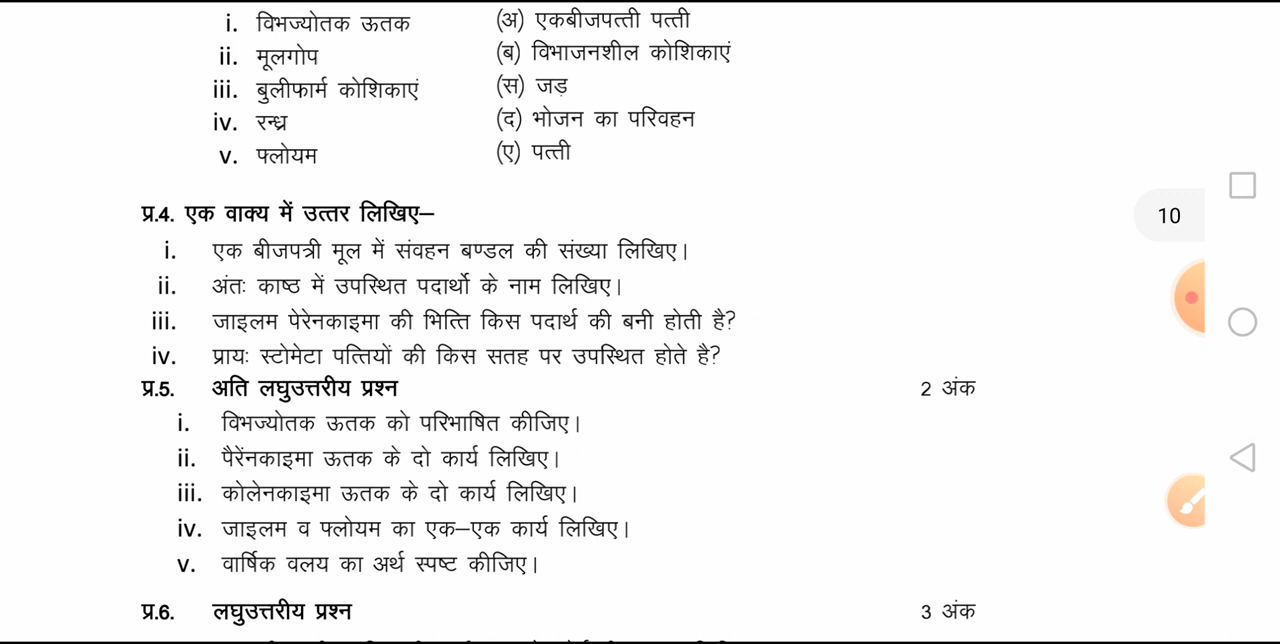 i. विभज्योतक ऊतक (अ) एकबीजपत्ती पत्ती
ii. मूलगोप (ब) विभाजनशील कोशिकाएं
iii. बुलीफार्म कोशिकाएं (स) जड़
iv. रन्ध्र (द) भोजन का परिवहन
v. फ्लोयम (ए) पत्ती
प्र.4. एक वाक्य में उत्तर लिखिए–
10
i. एक बीजपत्री मूल में संवहन बण्डल की संख्या लिखिए।
ii. अंतः काष्ठ में उपस्थित पदार्थो के नाम लिखिए।
iii. जाइलम पेरेनकाइमा की भित्ति किस पदार्थ की बनी होती है?
iv. प्रायः स्टोमेटा पत्तियों की किस सतह पर उपस्थित होते है?
प्र.5. अति लघुउत्तरीय प्रश्न 2 अंक
i. विभज्योतक ऊतक को परिभाषित कीजिए।
ii. पैरेंनकाइमा ऊतक के दो कार्य लिखिए।
iii. कोलेनकाइमा ऊतक के दो कार्य लिखिए।
iv. जाइलम व फ्लोयम का एक–एक कार्य लिखिए।
v. वार्षिक वलय का अर्थ स्पष्ट कीजिए।
प्र.6. लघुउत्तरीय प्रश्न 3 अंक